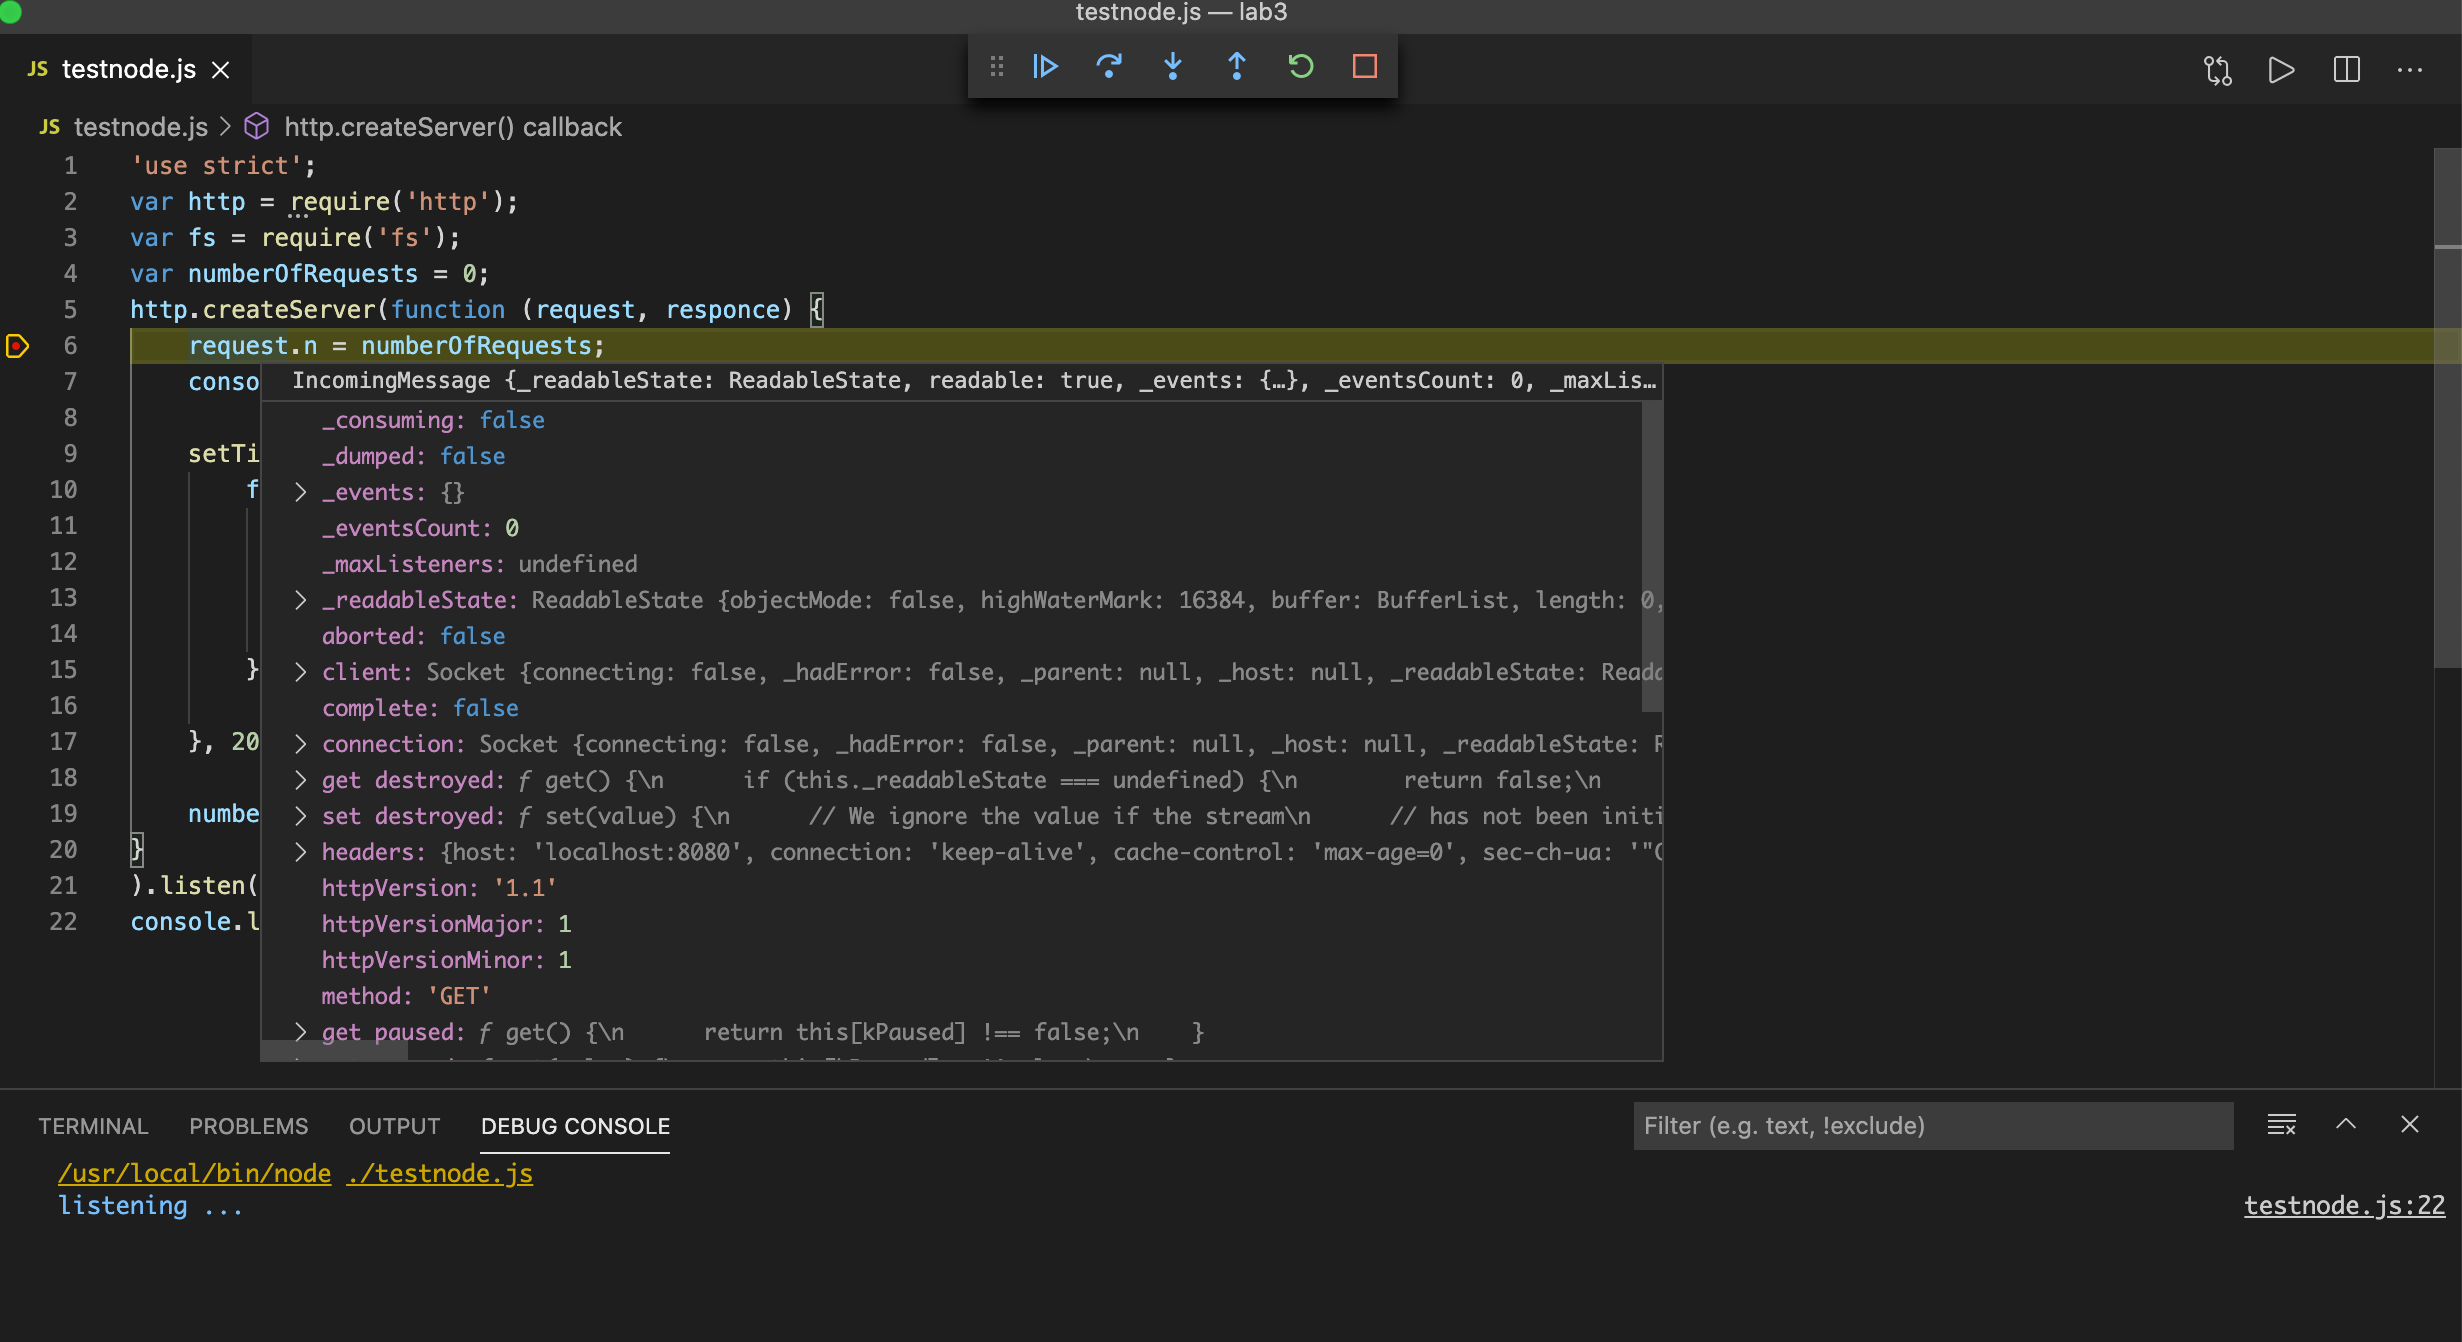 testnode.js — lab3
JS testnode.js
JS testnode.js > http.createServer() callback
1 'use strict';
2 var http = require('http');
3 var fs = require('fs');
4 var numberOfRequests = 0;
5 http.createServer(function (request, responce) {
6 request.n = numberOfRequests;
7 conso
IncomingMessage {_readableState: ReadableState, readable: true, _events: {…}, _eventsCount: 0, _maxLis…
8 _consuming: false
9 setTi _dumped: false
10 f > _events: {}
11 _eventsCount: 0
12 _maxListeners: undefined
13 > _readableState: ReadableState {objectMode: false, highWaterMark: 16384, buffer: BufferList, length: 0,
14 aborted: false
15 } > client: Socket {connecting: false, _hadError: false, _parent: null, _host: null, _readableState: Reada
16 complete: false
17 }, 20 > connection: Socket {connecting: false, _hadError: false, _parent: null, _host: null, _readableState: R
18 > get destroyed: f get() {\n if (this._readableState === undefined) {\n return false;\n
19 numbe > set destroyed: f set(value) {\n // We ignore the value if the stream\n // has not been initi
20 } > headers: {host: 'localhost:8080', connection: 'keep-alive', cache-control: 'max-age=0', sec-ch-ua: '"C
21 ).listen( httpVersion: '1.1'
22 console.l httpVersionMajor: 1
httpVersionMinor: 1
method: 'GET'
> get paused: f get() {\n return this[kPaused] !== false;\n }
TERMINAL PROBLEMS OUTPUT DEBUG CONSOLE Filter (e.g. text, !exclude)
/usr/local/bin/node ./testnode.js
listening ... testnode.js:22